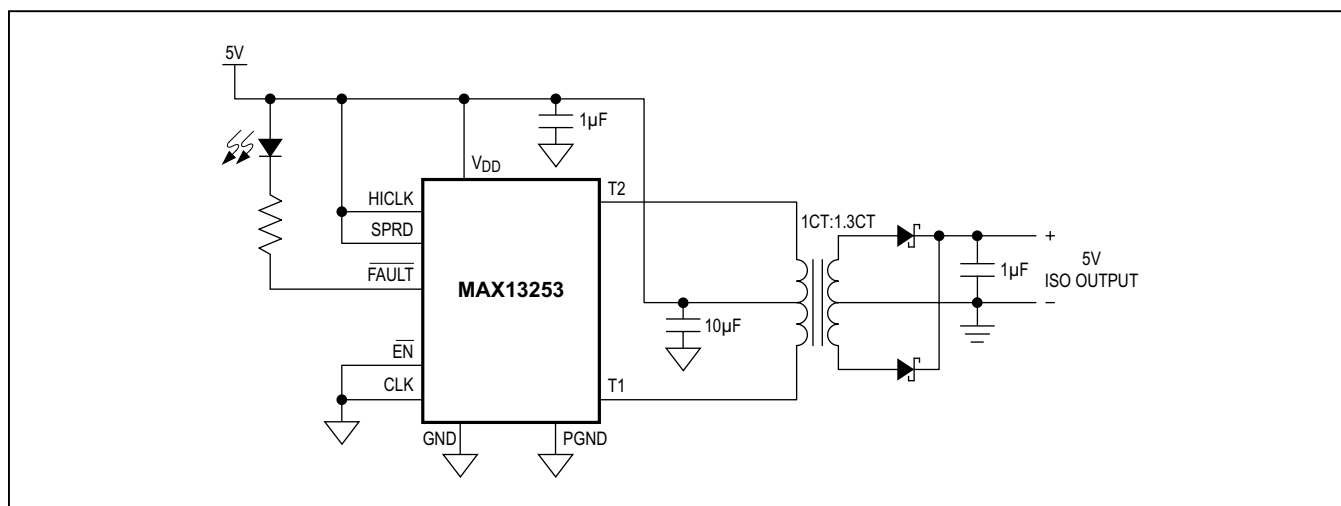 5V
1µF
VDD
HICLK
SPRD
FAULT
MAX13253
EN
CLK
GND
PGND
T2
T1
10µF
1CT:1.3CT
1µF
+
5V
ISO OUTPUT
−